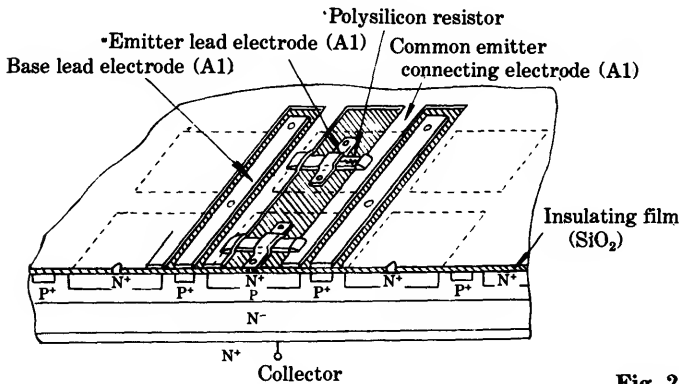 Polysilicon resistor
Emitter lead electrode (A1)
Common emitter
connecting electrode (A1)
Base lead electrode (A1)
Insulating film
(SiO₂)
P⁺ N⁺ P⁺ N⁺ P⁺ N⁺ P⁺ N⁺
P
N⁻
N⁺
Collector
Fig. 2